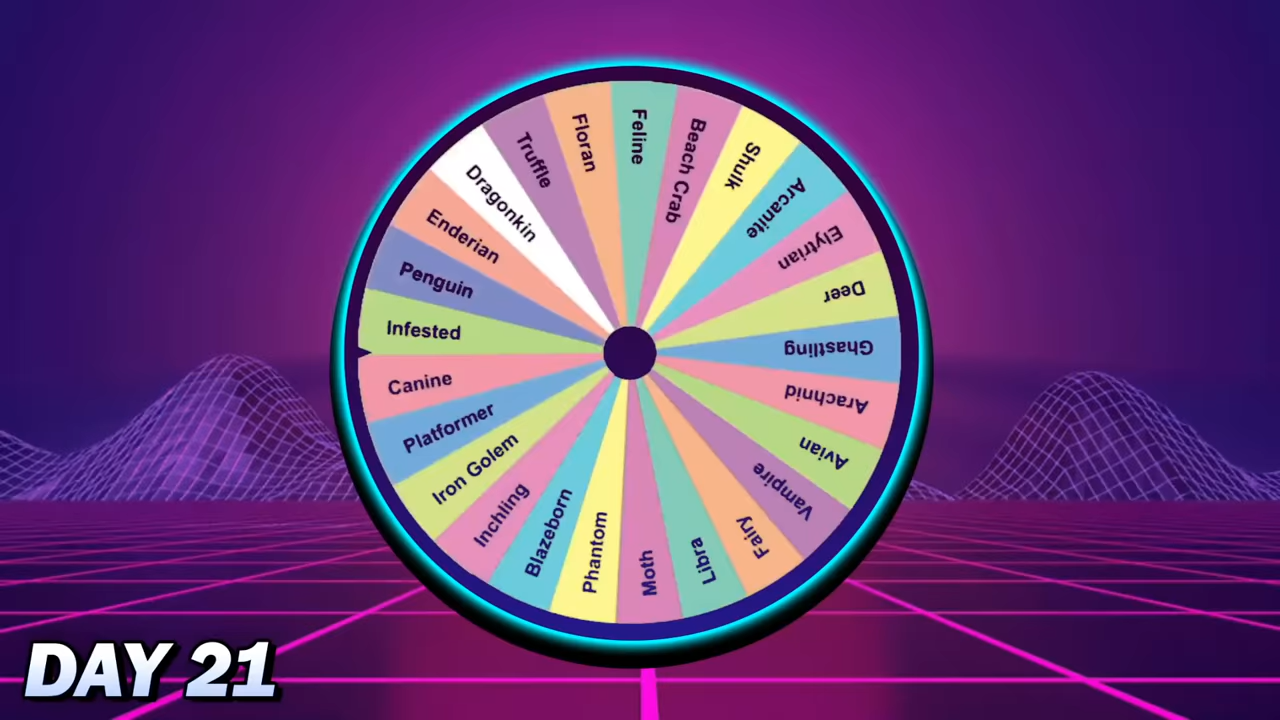 Feline
Beach Crab
Shulk
Arcanite
Elytrian
Deer
Ghastling
Arachnid
Avian
Vampire
Fairy
Libra
Moth
Phantom
Blazeborn
Inchling
Iron Golem
Platformer
Canine
Infested
Penguin
Enderian
Dragonkin
Truffle
Floran
DAY 21